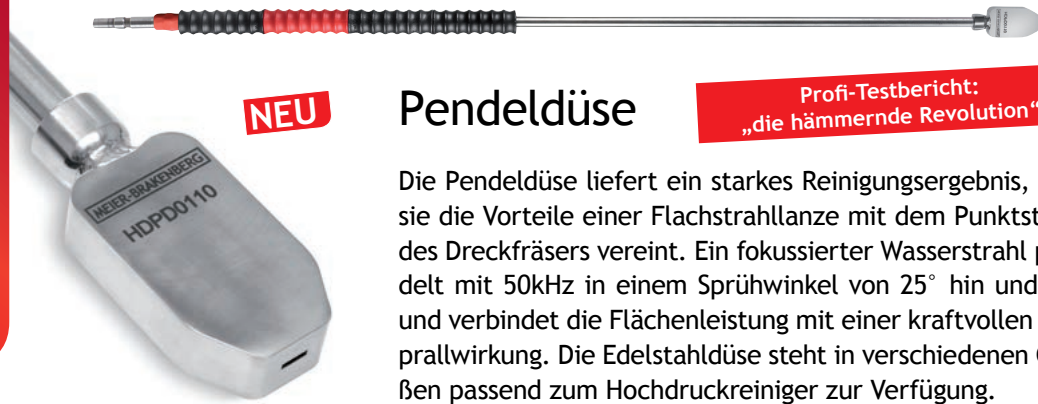 NEU
Pendeldüse
Profi-Testbericht:
„die hämmernde Revolution“
MEIER-BRAKENBERG
HDPD0110
Die Pendeldüse liefert ein starkes Reinigungsergebnis,
sie die Vorteile einer Flachstrahllanze mit dem Punktst
des Dreckfräsers vereint. Ein fokussierter Wasserstrahl p
delt mit 50kHz in einem Sprühwinkel von 25° hin und
und verbindet die Flächenleistung mit einer kraftvollen
prallwirkung. Die Edelstahldüse steht in verschiedenen
ßen passend zum Hochdruckreiniger zur Verfügung.